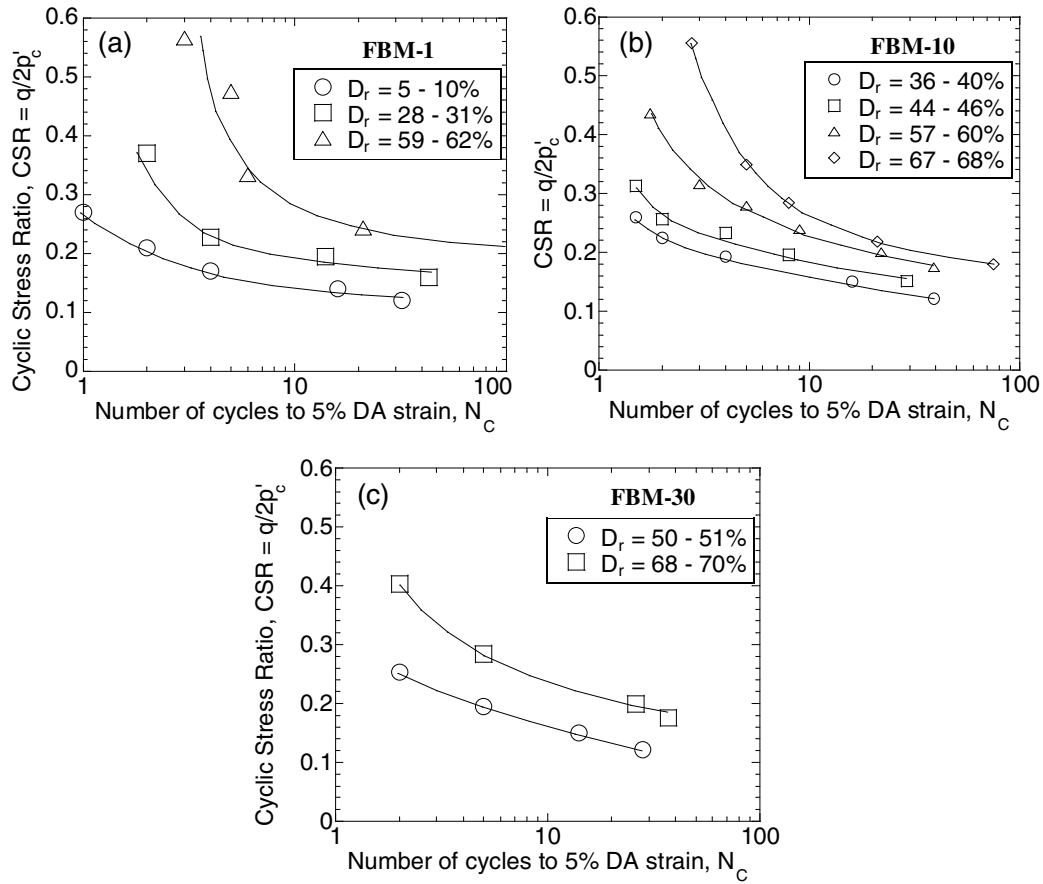 (a)
FBM-1
D_r = 5 - 10%
D_r = 28 - 31%
D_r = 59 - 62%
Cyclic Stress Ratio, CSR = q/2p'_c
0.6
0.5
0.4
0.3
0.2
0.1
0
1
10
100
Number of cycles to 5% DA strain, N_C
(b)
FBM-10
D_r = 36 - 40%
D_r = 44 - 46%
D_r = 57 - 60%
D_r = 67 - 68%
CSR = q/2p'_c
0.6
0.5
0.4
0.3
0.2
0.1
0
1
10
100
Number of cycles to 5% DA strain, N_C
(c)
FBM-30
D_r = 50 - 51%
D_r = 68 - 70%
Cyclic Stress Ratio, CSR = q/2p'_c
0.6
0.5
0.4
0.3
0.2
0.1
0
1
10
100
Number of cycles to 5% DA strain, N_C